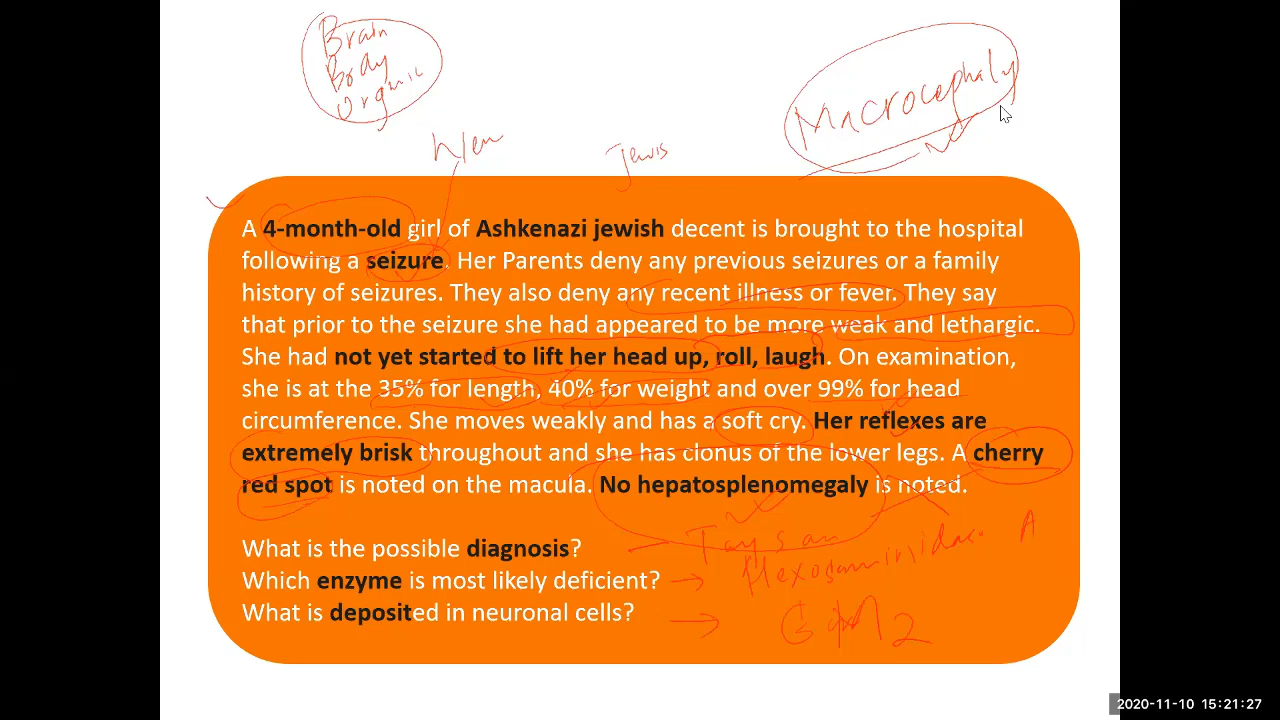 Brain
Body
Organic
Macrocephaly
Jewis
A 4-month-old girl of Ashkenazi jewish decent is brought to the hospital
following a seizure. Her Parents deny any previous seizures or a family
history of seizures. They also deny any recent illness or fever. They say
that prior to the seizure she had appeared to be more weak and lethargic.
She had not yet started to lift her head up, roll, laugh. On examination,
she is at the 35% for length, 40% for weight and over 99% for head
circumference. She moves weakly and has a soft cry. Her reflexes are
extremely brisk throughout and she has clonus of the lower legs. A cherry
red spot is noted on the macula. No hepatosplenomegaly is noted.
What is the possible diagnosis?
Tay
Which enzyme is most likely deficient?
A
What is deposited in neuronal cells?
GM2
2020-11-10 15:21:27